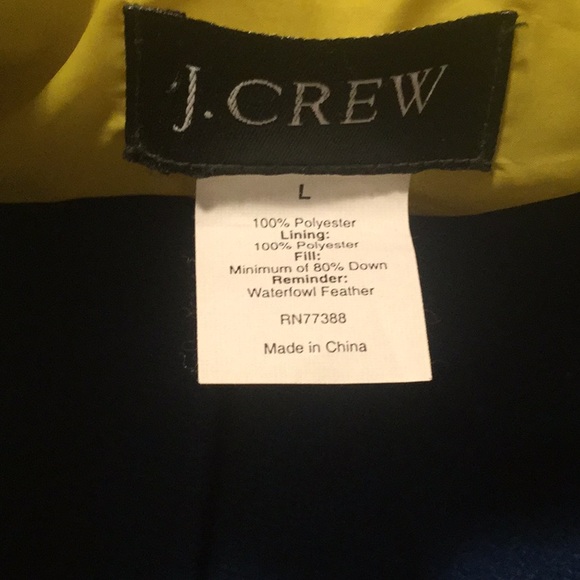 J.CREW
L
100% Polyester
Lining:
100% Polyester
Fill:
Minimum of 80% Down
Reminder:
Waterfowl Feather
RN77388
Made in China